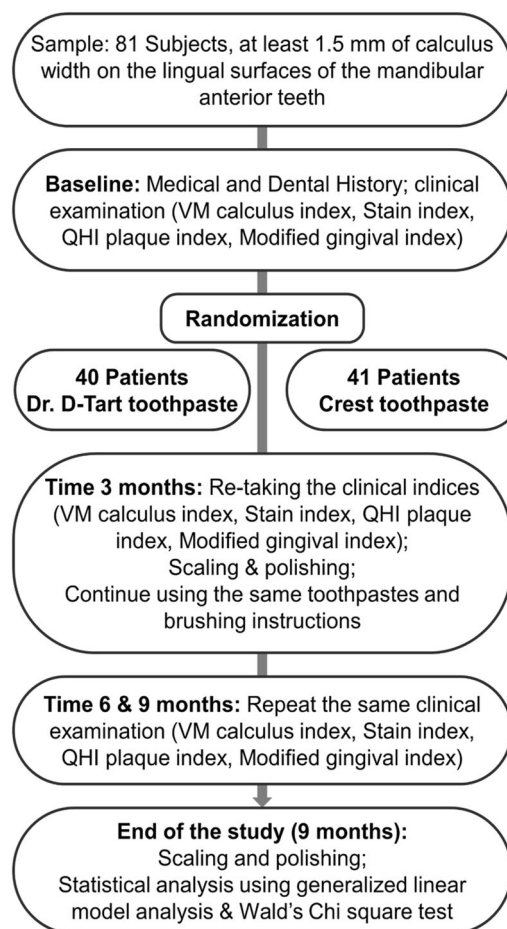 Sample: 81 Subjects, at least 1.5 mm of calculus
width on the lingual surfaces of the mandibular
anterior teeth
Baseline: Medical and Dental History; clinical
examination (VM calculus index, Stain index,
QHI plaque index, Modified gingival index)
Randomization
40 Patients
Dr. D-Tart toothpaste
41 Patients
Crest toothpaste
Time 3 months: Re-taking the clinical indices
(VM calculus index, Stain index, QHI plaque
index, Modified gingival index);
Scaling & polishing;
Continue using the same toothpastes and
brushing instructions
Time 6 & 9 months: Repeat the same clinical
examination (VM calculus index, Stain index,
QHI plaque index, Modified gingival index)
End of the study (9 months):
Scaling and polishing;
Statistical analysis using generalized linear
model analysis & Wald's Chi square test